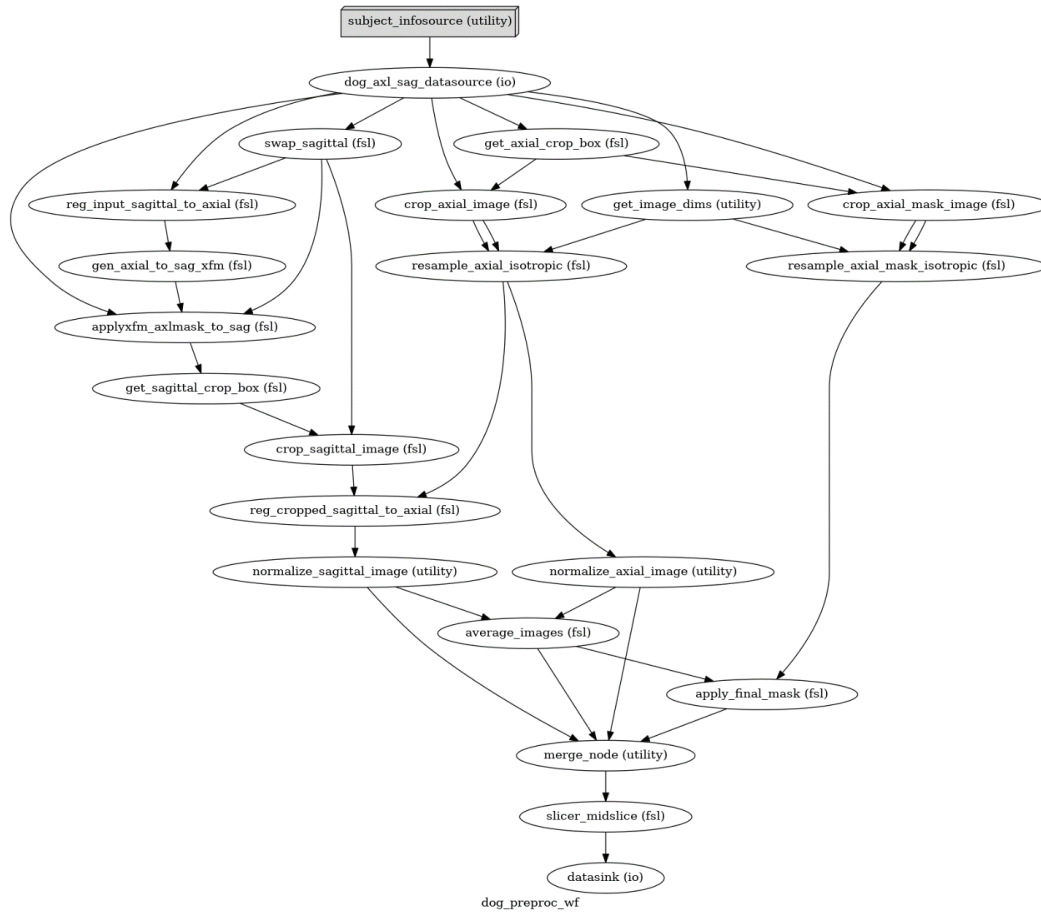 subject_infosource (utility)
dog_axl_sag_datasource (io)
swap_sagittal (fsl)
get_axial_crop_box (fsl)
reg_input_sagittal_to_axial (fsl)
crop_axial_image (fsl)
get_image_dims (utility)
crop_axial_mask_image (fsl)
gen_axial_to_sag_xfm (fsl)
resample_axial_isotropic (fsl)
resample_axial_mask_isotropic (fsl)
applyxfm_axlmask_to_sag (fsl)
get_sagittal_crop_box (fsl)
crop_sagittal_image (fsl)
reg_cropped_sagittal_to_axial (fsl)
normalize_sagittal_image (utility)
normalize_axial_image (utility)
average_images (fsl)
apply_final_mask (fsl)
merge_node (utility)
slicer_midslice (fsl)
datasink (io)
dog_preproc_wf